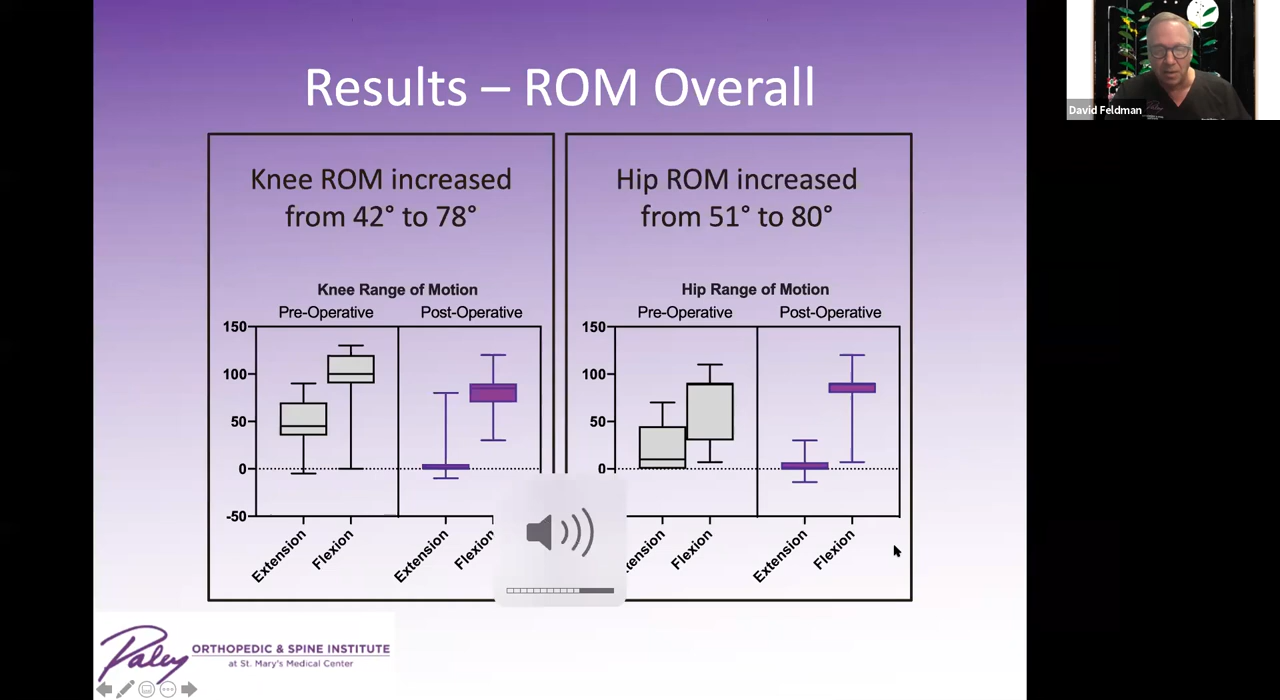 Results – ROM Overall
David Feldman
Knee ROM increased
from 42° to 78°
Knee Range of Motion
Pre-Operative
Post-Operative
150
100
50
0
-50
Extension
Flexion
Extension
Flexion
Hip ROM increased
from 51° to 80°
Hip Range of Motion
Pre-Operative
Post-Operative
150
100
50
0
tension
Flexion
Extension
Flexion
Paley
ORTHOPEDIC & SPINE INSTITUTE
at St. Mary's Medical Center